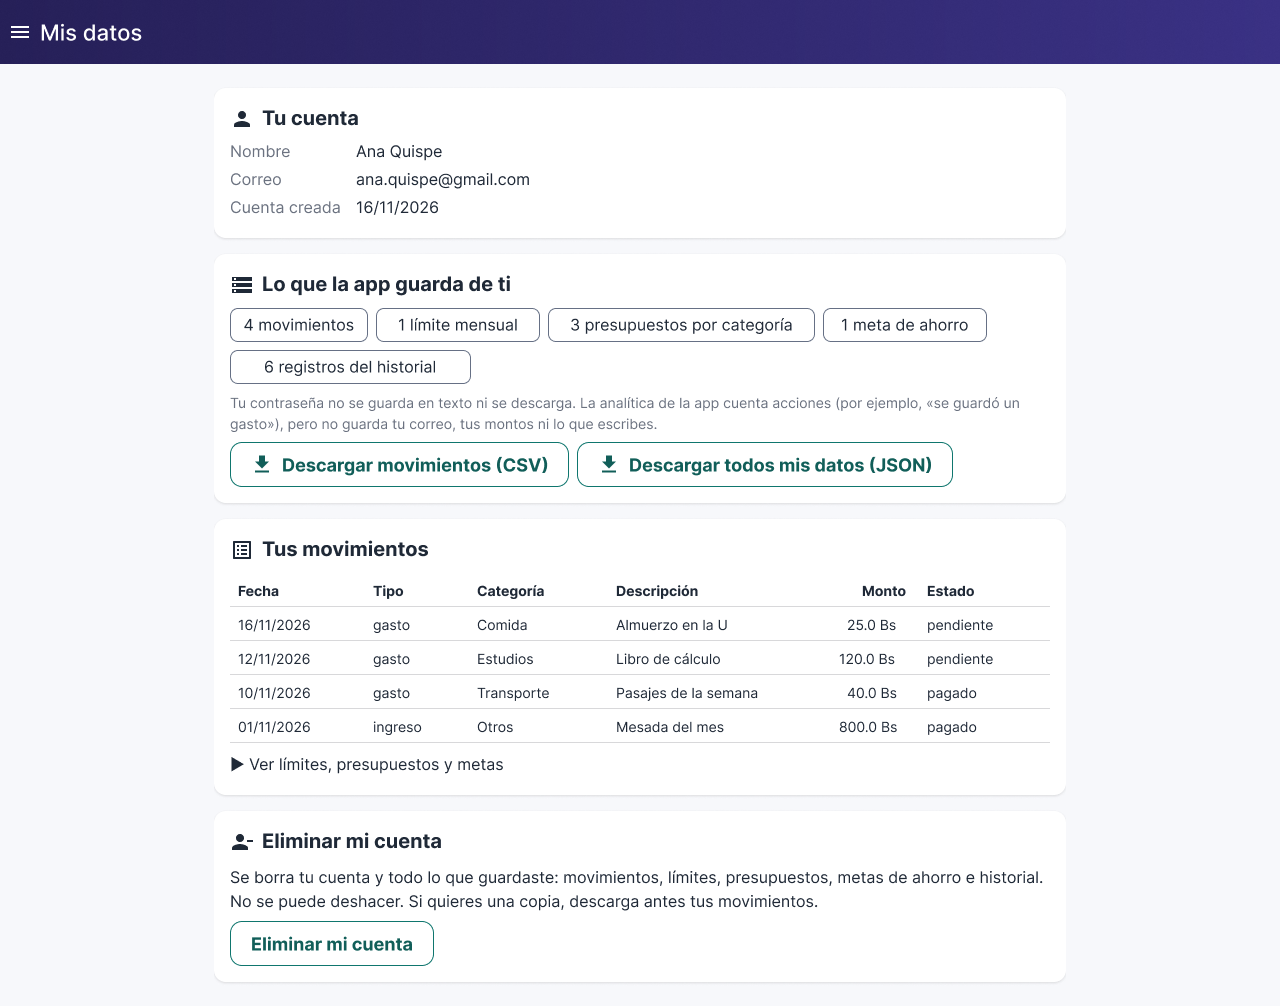 Mis datos
Tu cuenta
Nombre Ana Quispe
Correo ana.quispe@gmail.com
Cuenta creada 16/11/2026
Lo que la app guarda de ti
4 movimientos 1 límite mensual 3 presupuestos por categoría 1 meta de ahorro
6 registros del historial
Tu contraseña no se guarda en texto ni se descarga. La analítica de la app cuenta acciones (por ejemplo, «se guardó un
gasto»), pero no guarda tu correo, tus montos ni lo que escribes.
Descargar movimientos (CSV) Descargar todos mis datos (JSON)
Tus movimientos
Fecha Tipo Categoría Descripción Monto Estado
16/11/2026 gasto Comida Almuerzo en la U 25.0 Bs pendiente
12/11/2026 gasto Estudios Libro de cálculo 120.0 Bs pendiente
10/11/2026 gasto Transporte Pasajes de la semana 40.0 Bs pagado
01/11/2026 ingreso Otros Mesada del mes 800.0 Bs pagado
▶ Ver límites, presupuestos y metas
Eliminar mi cuenta
Se borra tu cuenta y todo lo que guardaste: movimientos, límites, presupuestos, metas de ahorro e historial.
No se puede deshacer. Si quieres una copia, descarga antes tus movimientos.
Eliminar mi cuenta